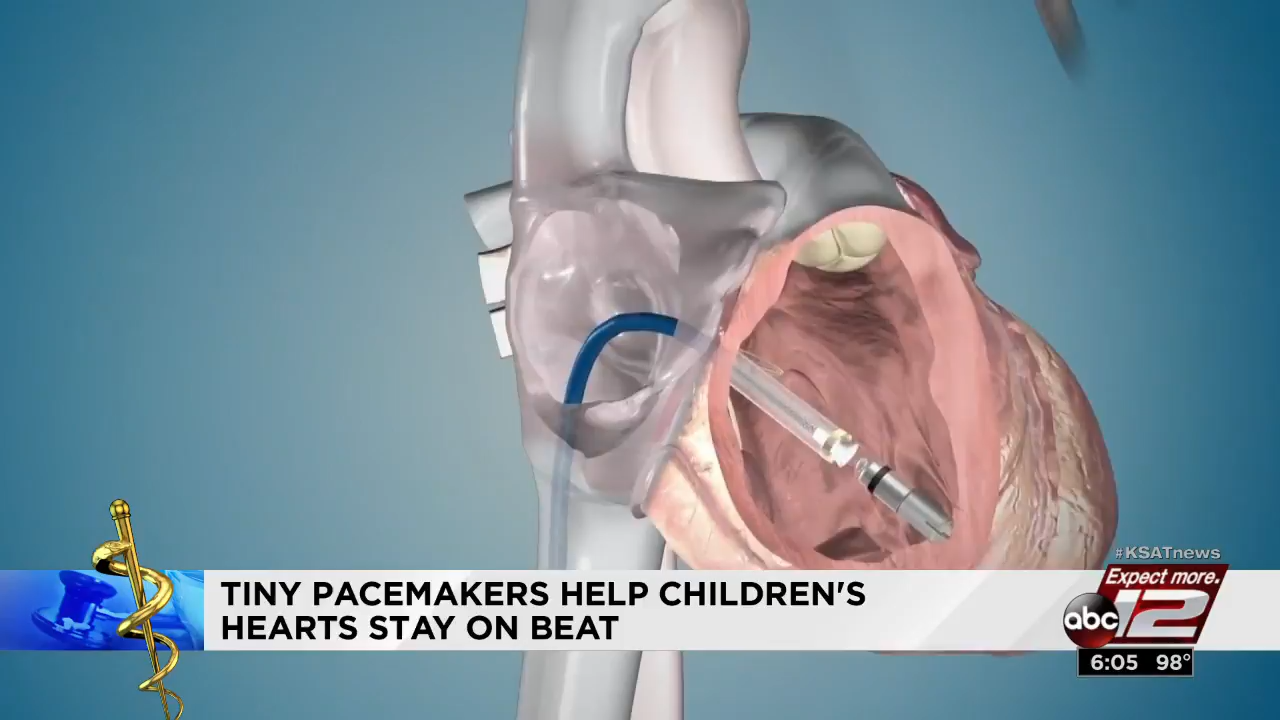 #KSATnews
TINY PACEMAKERS HELP CHILDREN'S
HEARTS STAY ON BEAT
Expect more.
abc 12
6:05 98°